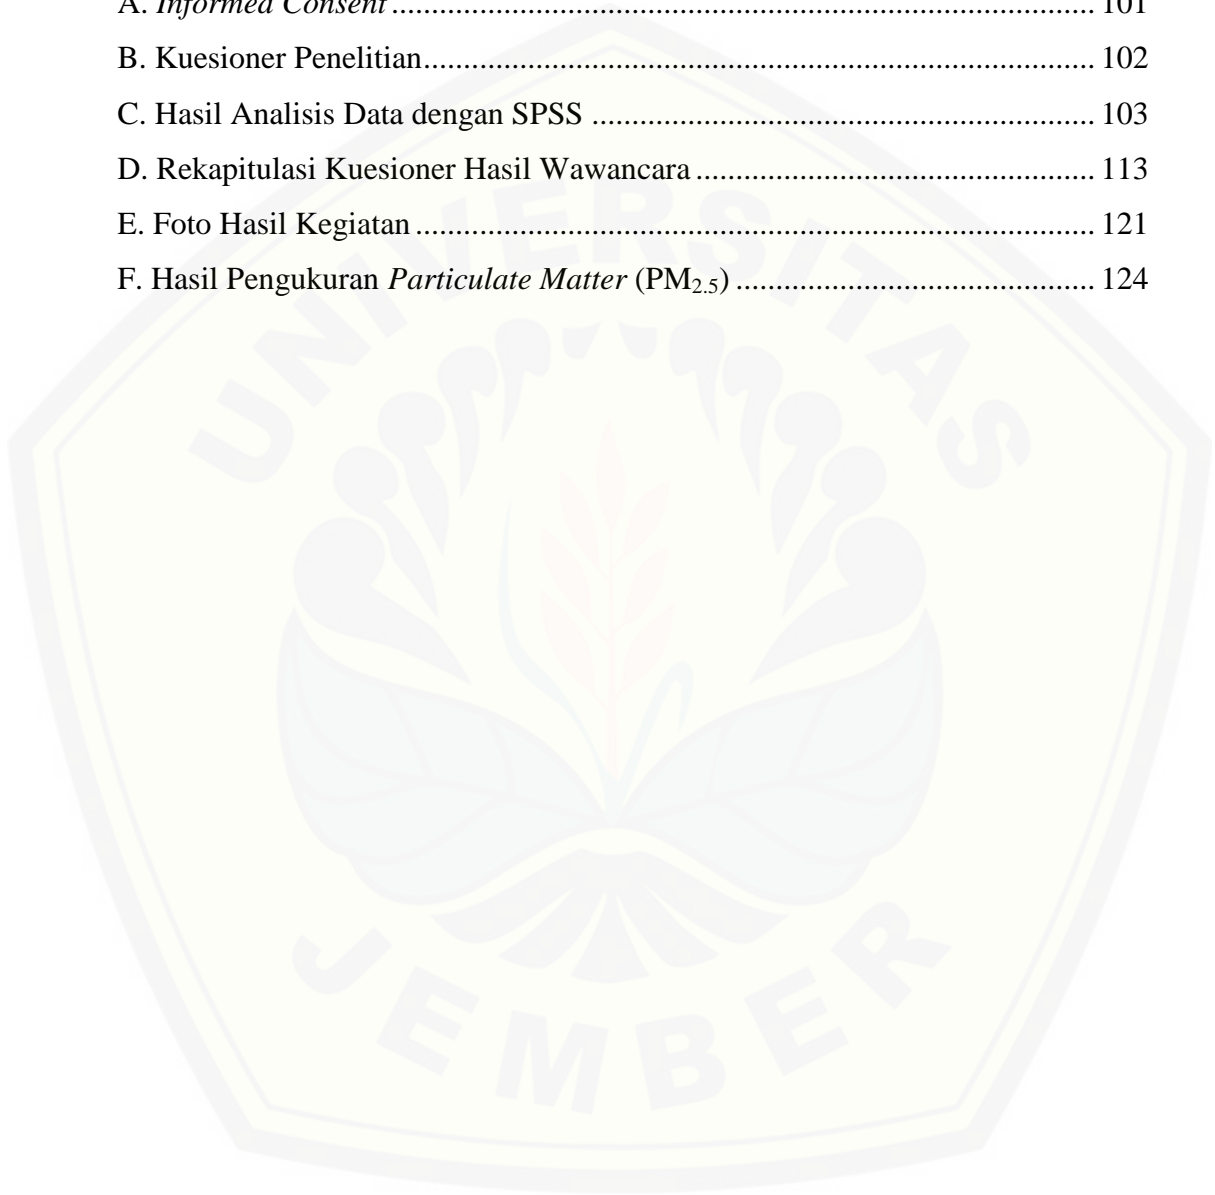 A. Informed Consent ........................................................................................ 101
B. Kuesioner Penelitian.................................................................................... 102
C. Hasil Analisis Data dengan SPSS ............................................................... 103
D. Rekapitulasi Kuesioner Hasil Wawancara .................................................. 113
E. Foto Hasil Kegiatan ..................................................................................... 121
F. Hasil Pengukuran Particulate Matter (PM2.5) ............................................. 124
UNIVERSITAS
JEMBER